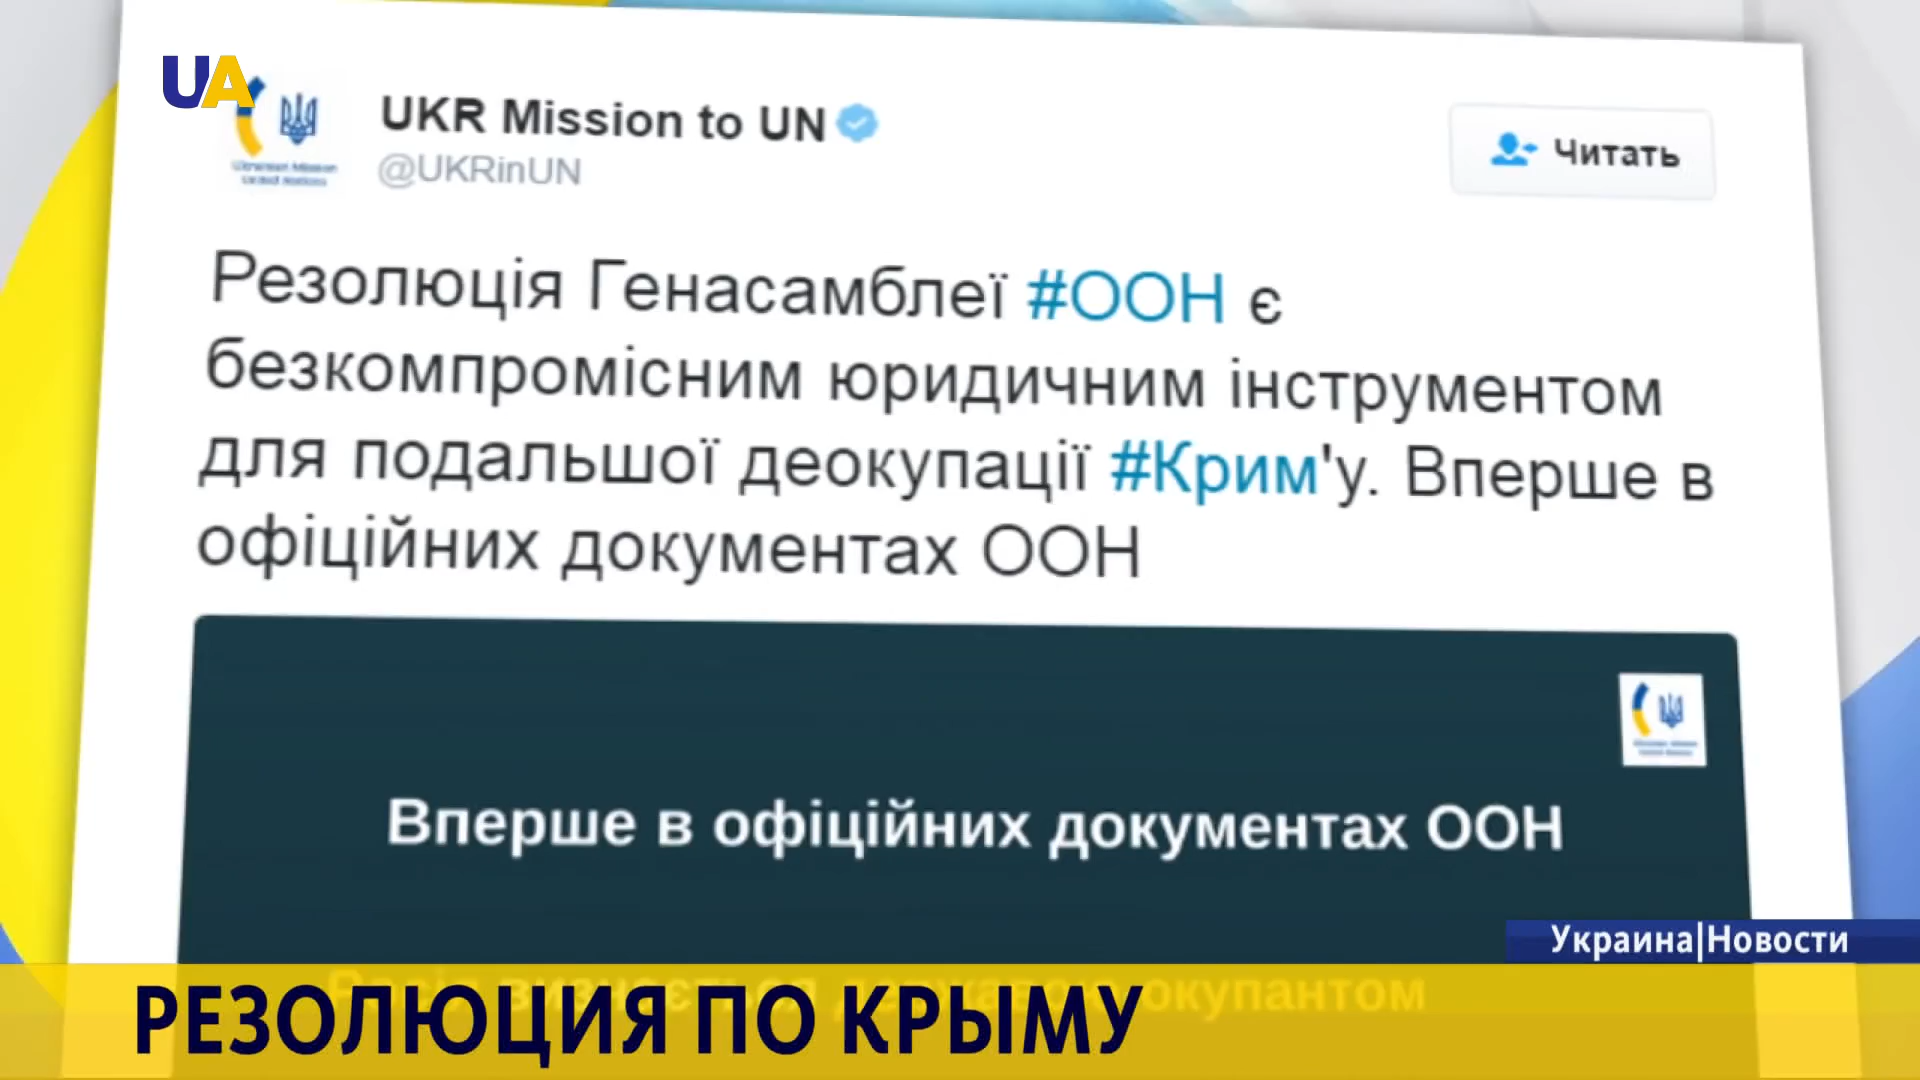 UA
UKR Mission to UN
@UKRinUN
Читать
Резолюція Генасамблеї #ООН є
безкомпромісним юридичним інструментом
для подальшої деокупації #Крим'у. Вперше в
офіційних документах ООН
Вперше в офіційних документах ООН
окупантом
Украина|Новости
РЕЗОЛЮЦИЯ ПО КРЫМУ